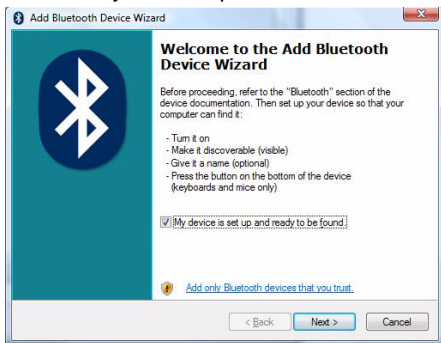 Add Bluetooth Device Wizard
Welcome to the Add Bluetooth
Device Wizard
Before proceeding, refer to the "Bluetooth" section of the
device documentation. Then set up your device so that your
computer can find it:
- Turn it on
- Make it discoverable (visible)
- Give it a name (optional)
- Press the button on the bottom of the device
(keyboards and mice only)
My device is set up and ready to be found.
Add only Bluetooth devices that you trust.
< Back Next > Cancel